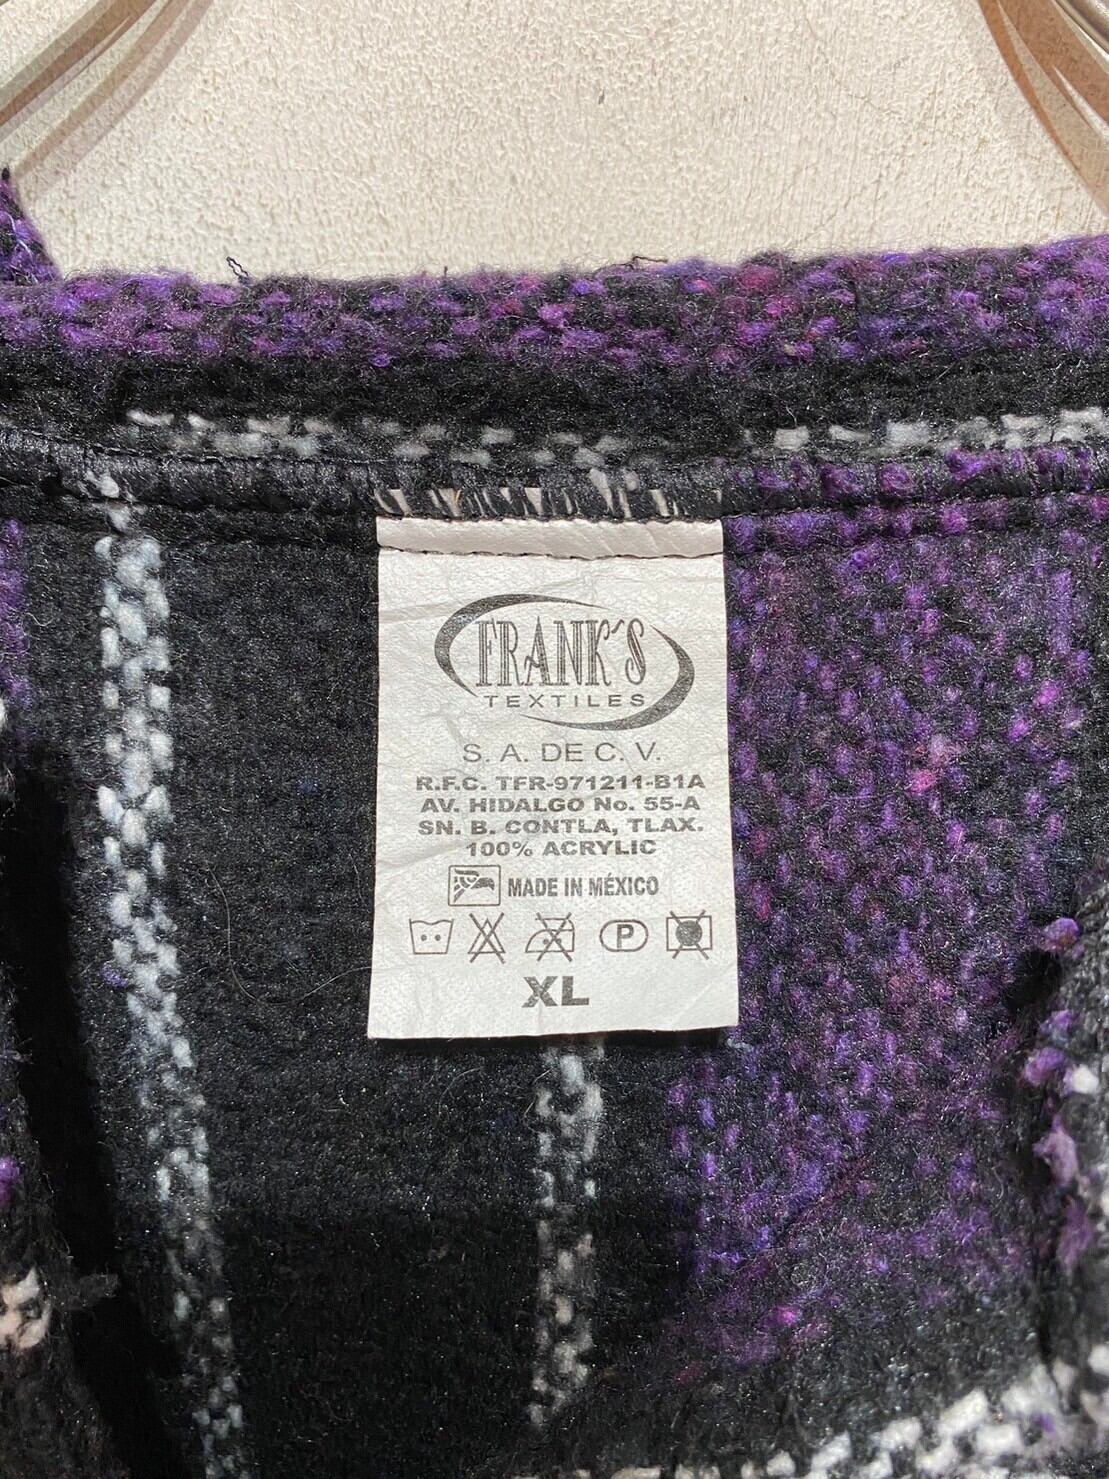 FRANK´S
TEXTILES
S. A. DE C. V.
R.F.C. TFR-971211-B1A
AV. HIDALGO No. 55-A
SN. B. CONTLA, TLAX.
100% ACRYLIC
MADE IN MÉXICO
P
XL